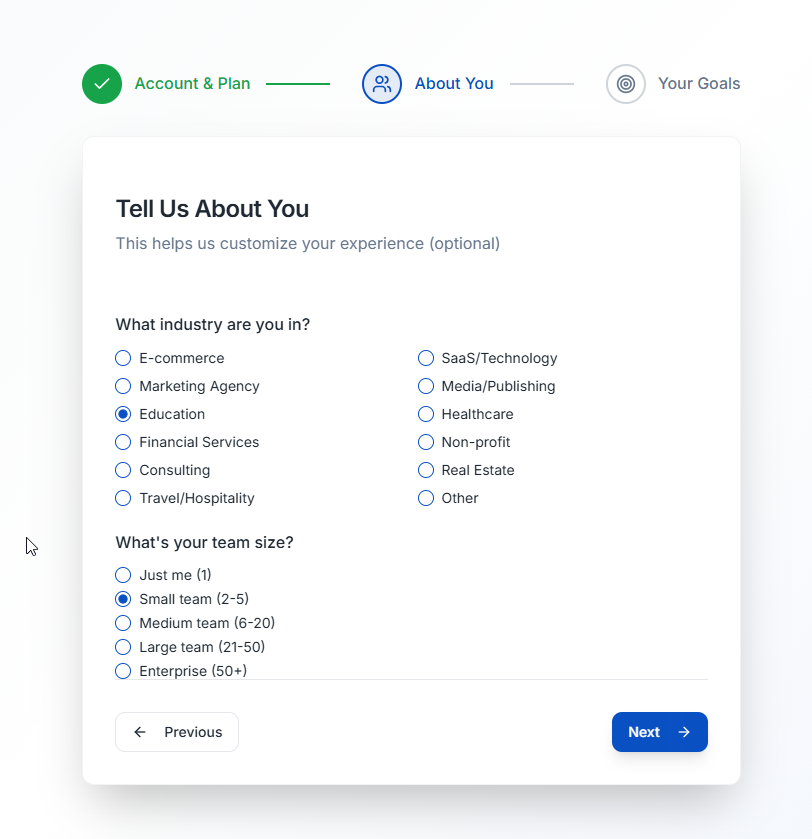 Account & Plan
About You
Your Goals
Tell Us About You
This helps us customize your experience (optional)
What industry are you in?
E-commerce
SaaS/Technology
Marketing Agency
Media/Publishing
Education
Healthcare
Financial Services
Non-profit
Consulting
Real Estate
Travel/Hospitality
Other
What's your team size?
Just me (1)
Small team (2-5)
Medium team (6-20)
Large team (21-50)
Enterprise (50+)
Previous
Next